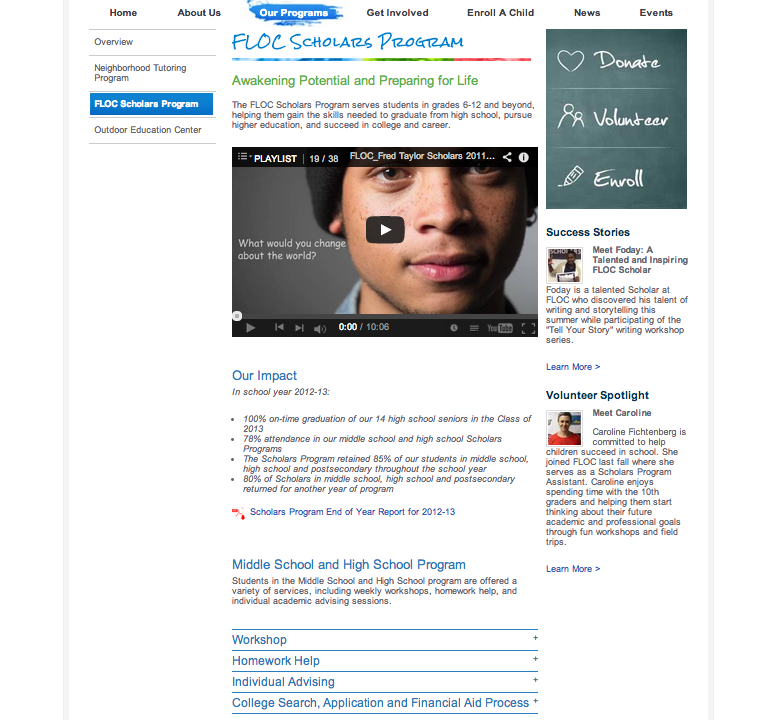 Home About Us Our Programs Get Involved Enroll A Child News Events
Overview
Neighborhood Tutoring
Program
FLOC Scholars Program
Outdoor Education Center
FLOC Scholars Program
Awakening Potential and Preparing for Life
The FLOC Scholars Program serves students in grades 6-12 and beyond,
helping them gain the skills needed to graduate from high school, pursue
higher education, and succeed in college and career.
PLAYLIST 19 / 38 FLOC_Fred Taylor Scholars 2011...
What would you change
about the world?
0:00 / 10:06
YouTube
Our Impact
In school year 2012-13:
• 100% on-time graduation of our 14 high school seniors in the Class of
2013
• 78% attendance in our middle school and high school Scholars
Programs
• The Scholars Program retained 85% of our students in middle school,
high school and postsecondary throughout the school year
• 80% of Scholars in middle school, high school and postsecondary
returned for another year of program
Scholars Program End of Year Report for 2012-13
Middle School and High School Program
Students in the Middle School and High School program are offered a
variety of services, including weekly workshops, homework help, and
individual academic advising sessions.
Workshop +
Homework Help +
Individual Advising +
College Search, Application and Financial Aid Process +
Donate
Volunteer
Enroll
Success Stories
Meet Foday: A
Talented and Inspiring
FLOC Scholar
Foday is a talented Scholar at
FLOC who discovered his talent of
writing and storytelling this
summer while participating of the
"Tell Your Story" writing workshop
series.
Learn More >
Volunteer Spotlight
Meet Caroline
Caroline Fichtenberg is
committed to help
children succeed in school. She
joined FLOC last fall where she
serves as a Scholars Program
Assistant. Caroline enjoys
spending time with the 10th
graders and helping them start
thinking about their future
academic and professional goals
through fun workshops and field
trips.
Learn More >